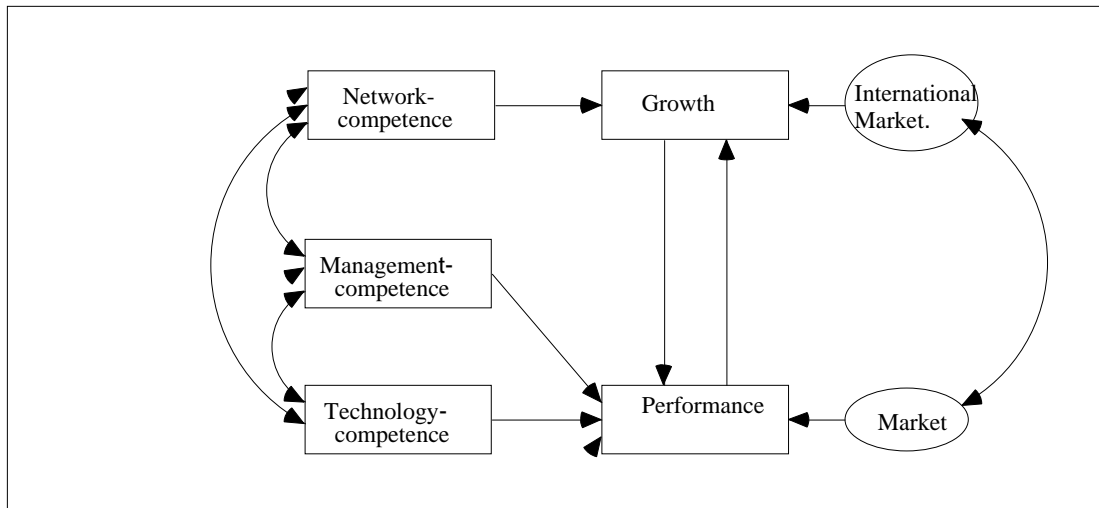 Network-
competence
Growth
International
Market.
Management-
competence
Technology-
competence
Performance
Market